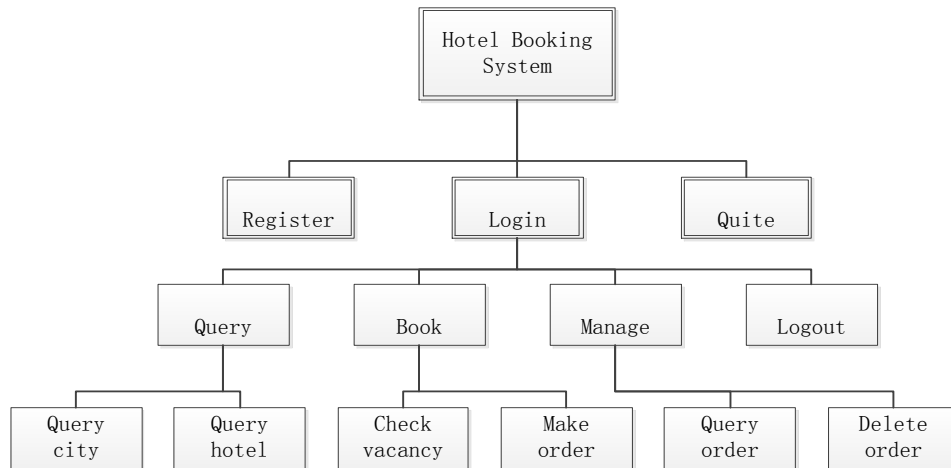 Hotel Booking
System
Register
Login
Quite
Query
Book
Manage
Logout
Query
city
Query
hotel
Check
vacancy
Make
order
Query
order
Delete
order